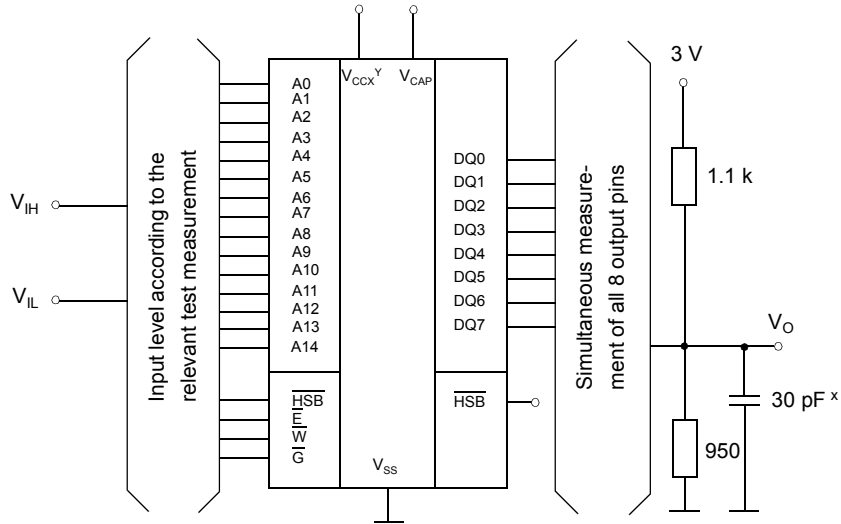 V_CCX^Y V_CAP
3 V
A0
A1
A2
A3
A4
A5
A6
A7
A8
A9
A10
A11
A12
A13
A14
DQ0
DQ1
DQ2
DQ3
DQ4
DQ5
DQ6
DQ7
V_IH
V_IL
Input level according to the
relevant test measurement
HSB
E
W
G
V_SS
HSB
Simultaneous measure-
ment of all 8 output pins
1.1 k
V_O
30 pF ^x
950